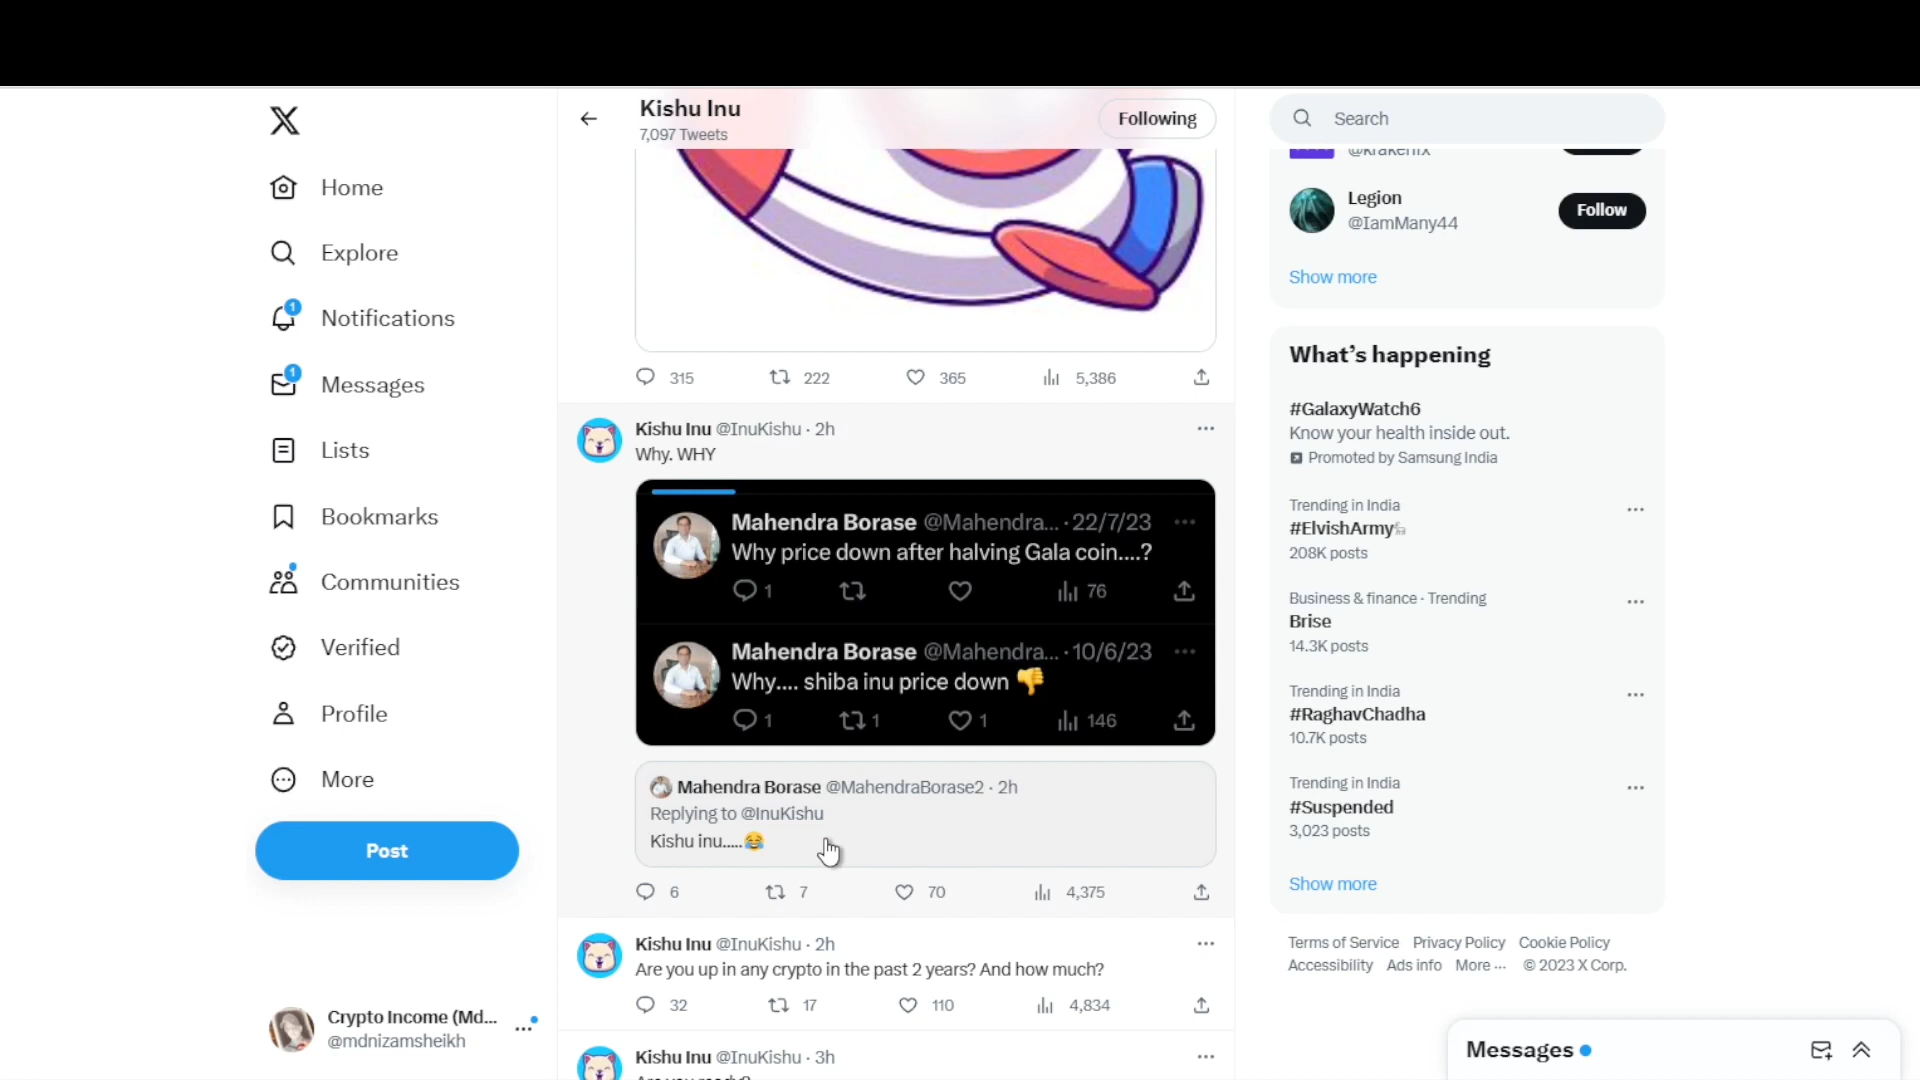 Home
Explore
1
Notifications
1
Messages
Lists
Bookmarks
Communities
Verified
Profile
More
Post
Crypto Income (Md...
@mdnizamsheikh
Kishu Inu
7,097 Tweets
Following
315 222 365 5,386
Kishu Inu @InuKishu · 2h
Why. WHY
Mahendra Borase @Mahendra... · 22/7/23
Why price down after halving Gala coin....?
1 76
Mahendra Borase @Mahendra... · 10/6/23
Why.... shiba inu price down 👎
1 1 1 146
Mahendra Borase @MahendraBorase2 · 2h
Replying to @InuKishu
Kishu inu.....😂
6 7 70 4,375
Kishu Inu @InuKishu · 2h
Are you up in any crypto in the past 2 years? And how much?
32 17 110 4,834
Kishu Inu @InuKishu · 3h
Search
Legion
@IamMany44
Follow
Show more
What's happening
#GalaxyWatch6
Know your health inside out.
Promoted by Samsung India
Trending in India
#ElvishArmy
208K posts
Business & finance · Trending
Brise
14.3K posts
Trending in India
#RaghavChadha
10.7K posts
Trending in India
#Suspended
3,023 posts
Show more
Terms of Service Privacy Policy Cookie Policy
Accessibility Ads info More ... © 2023 X Corp.
Messages